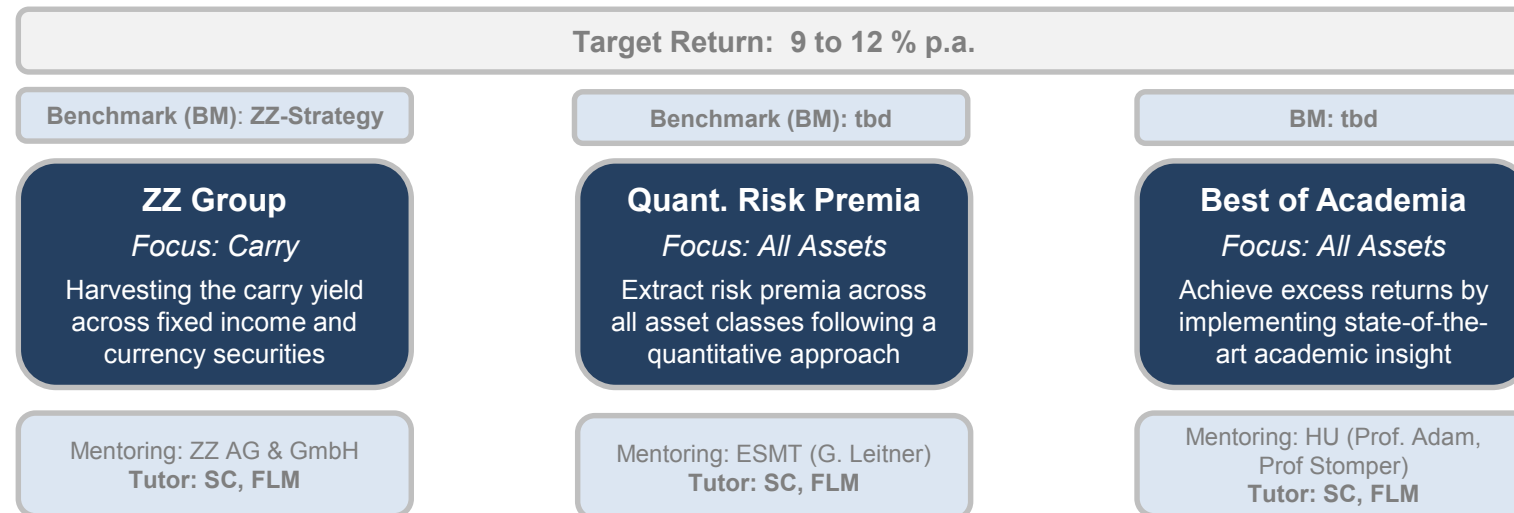 Target Return: 9 to 12 % p.a.
Benchmark (BM): ZZ-Strategy
Benchmark (BM): tbd
BM: tbd
ZZ Group
Focus: Carry
Harvesting the carry yield
across fixed income and
currency securities
Quant. Risk Premia
Focus: All Assets
Extract risk premia across
all asset classes following a
quantitative approach
Best of Academia
Focus: All Assets
Achieve excess returns by
implementing state-of-the-
art academic insight
Mentoring: ZZ AG & GmbH
Tutor: SC, FLM
Mentoring: ESMT (G. Leitner)
Tutor: SC, FLM
Mentoring: HU (Prof. Adam,
Prof Stomper)
Tutor: SC, FLM